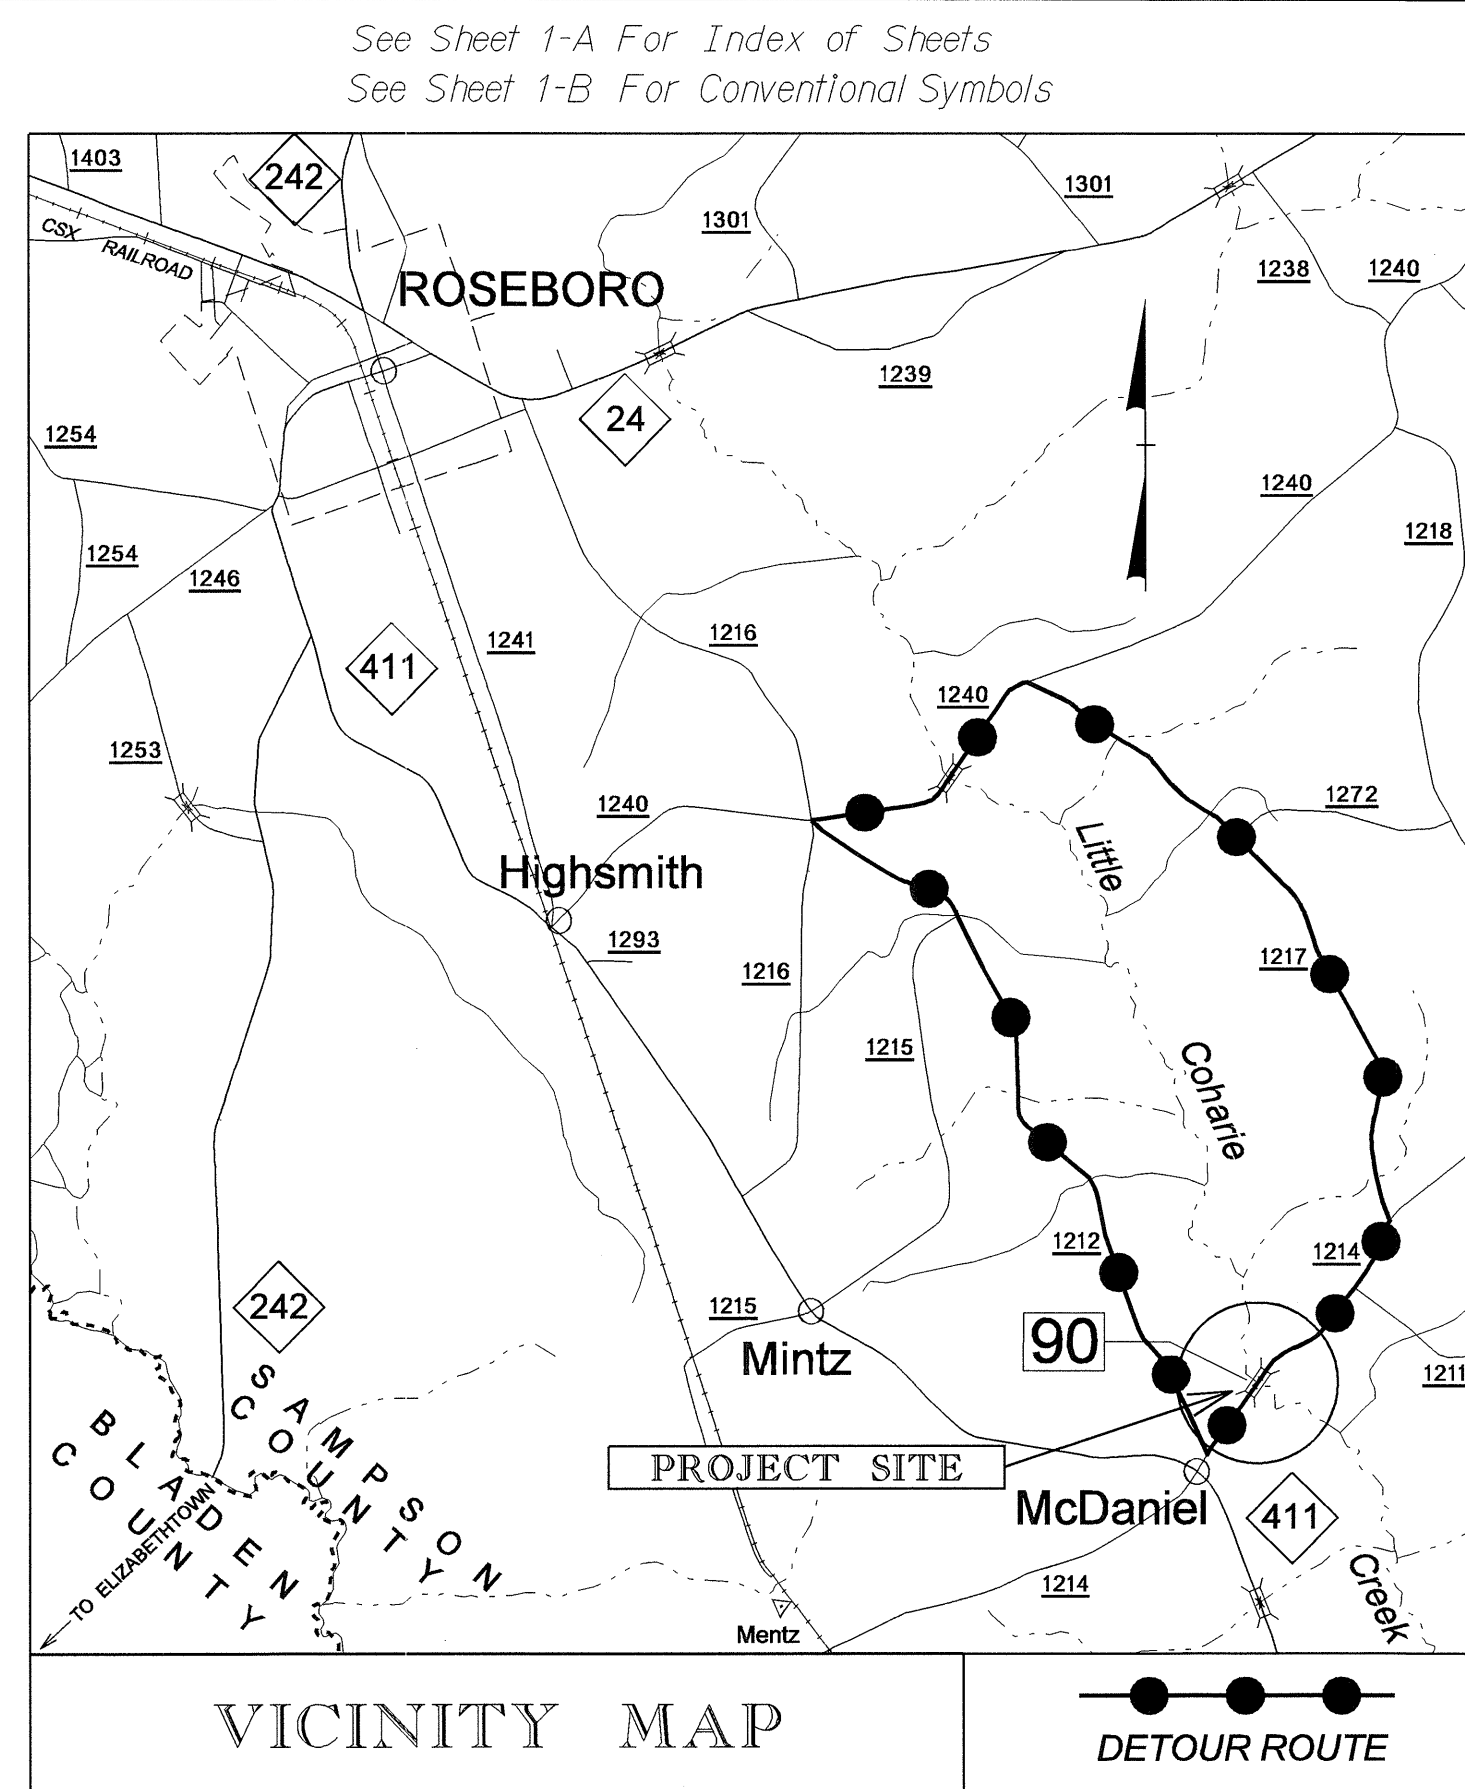 See Sheet 1-A For Index of Sheets
See Sheet 1-B For Conventional Symbols
1403
242
1301
1301
CSX RAILROAD
1238
1240
ROSEBORO
1239
24
1254
1240
1218
1254
1246
1216
1241
411
1240
1253
1272
1240
Little
Highsmith
1293
1217
1216
1215
Coharie
1212
1214
242
1215
90
Mintz
1211
SAMPSON
COUNTY
BLADEN
COUNTY
PROJECT SITE
McDaniel
411
TO ELIZABETHTOWN
1214
Creek
Mentz
VICINITY MAP
DETOUR ROUTE